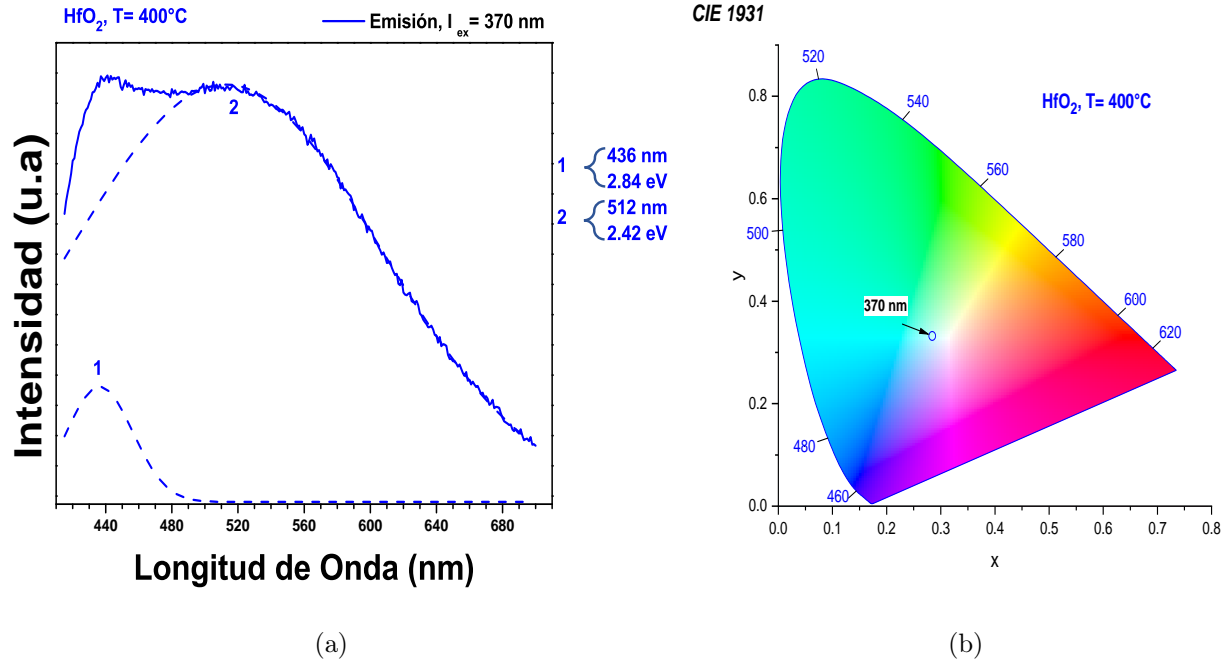 HfO2, T= 400°C
Emisión, I ex= 370 nm
Intensidad (u.a)
2
1
1
436 nm
2.84 eV
2
512 nm
2.42 eV
440 480 520 560 600 640 680
Longitud de Onda (nm)
(a)
CIE 1931
HfO2, T= 400°C
520
540
560
580
600
620
500
480
460
370 nm
y
0.8
0.6
0.4
0.2
0.0
0.0 0.1 0.2 0.3 0.4 0.5 0.6 0.7 0.8
x
(b)